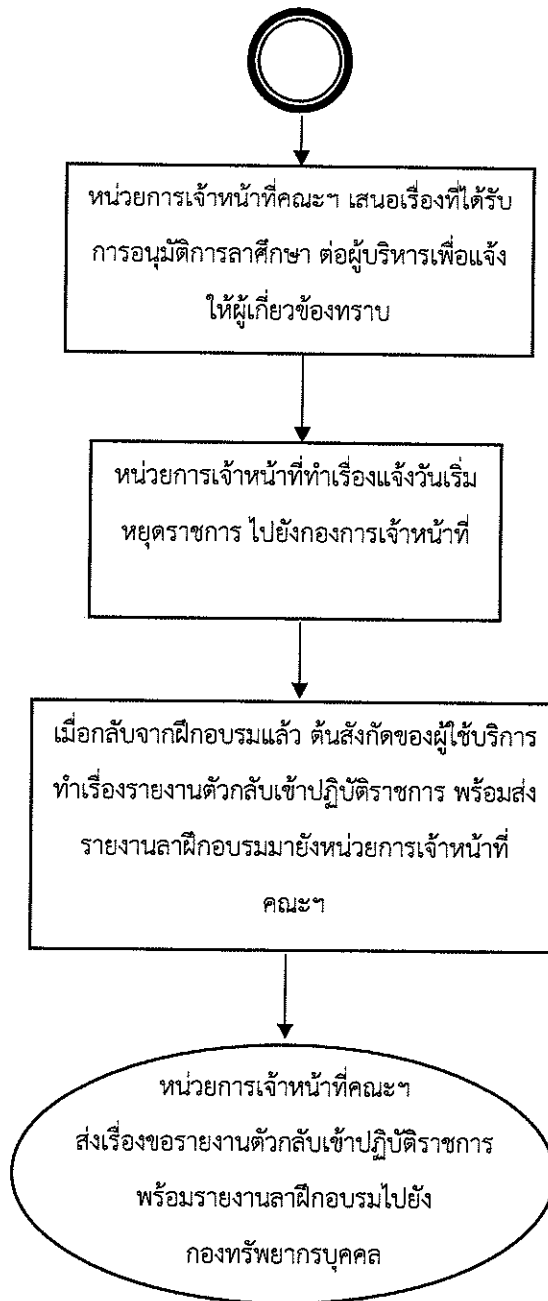 หน่วยการเจ้าหน้าที่คณะฯ เสนอเรื่องที่ได้รับ
การอนุมัติการลาศึกษา ต่อผู้บริหารเพื่อแจ้ง
ให้ผู้เกี่ยวข้องทราบ
หน่วยการเจ้าหน้าที่ทำเรื่องแจ้งวันเริ่ม
หยุดราชการ ไปยังกองการเจ้าหน้าที่
เมื่อกลับจากฝึกอบรมแล้ว ต้นสังกัดของผู้ใช้บริการ
ทำเรื่องรายงานตัวกลับเข้าปฏิบัติราชการ พร้อมส่ง
รายงานลาฝึกอบรมมายังหน่วยการเจ้าหน้าที่
คณะฯ
หน่วยการเจ้าหน้าที่คณะฯ
ส่งเรื่องขอรายงานตัวกลับเข้าปฏิบัติราชการ
พร้อมรายงานลาฝึกอบรมไปยัง
กองทรัพยากรบุคคล